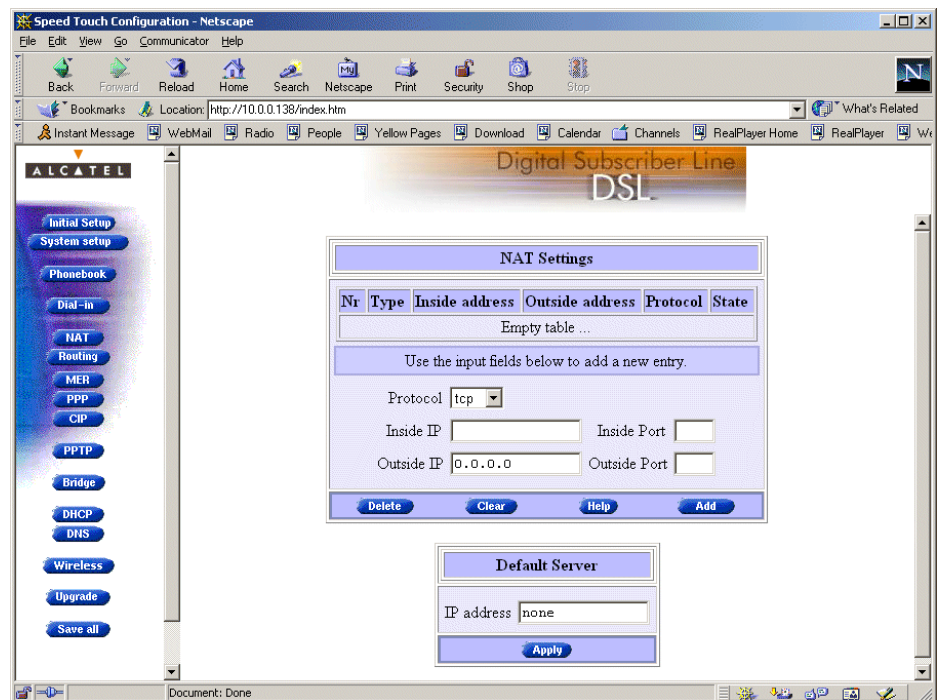 Speed Touch Configuration - Netscape
File Edit View Go Communicator Help
Back Forward Reload Home Search Netscape Print Security Shop Stop
My
N
Bookmarks Location: http://10.0.0.138/index.htm What's Related
Instant Message WebMail Radio People Yellow Pages Download Calendar Channels RealPlayer Home RealPlayer We
ALCATEL
Digital Subscriber Line
DSL
Initial Setup
System setup
Phonebook
Dial-in
NAT
Routing
MER
PPP
CIP
PPTP
Bridge
DHCP
DNS
Wireless
Upgrade
Save all
NAT Settings
Nr Type Inside address Outside address Protocol State
Empty table ...
Use the input fields below to add a new entry.
Protocol tcp
Inside IP Inside Port
Outside IP 0.0.0.0 Outside Port
Delete Clear Help Add
Default Server
IP address none
Apply
Document: Done